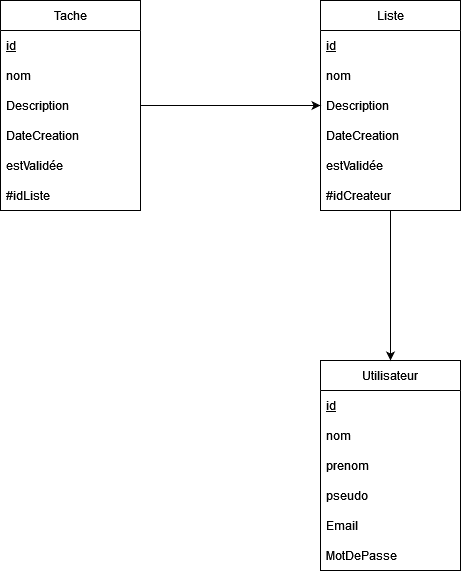 Tache
id
nom
Description
DateCreation
estValidée
#idListe
Liste
id
nom
Description
DateCreation
estValidée
#idCreateur
Utilisateur
id
nom
prenom
pseudo
Email
MotDePasse